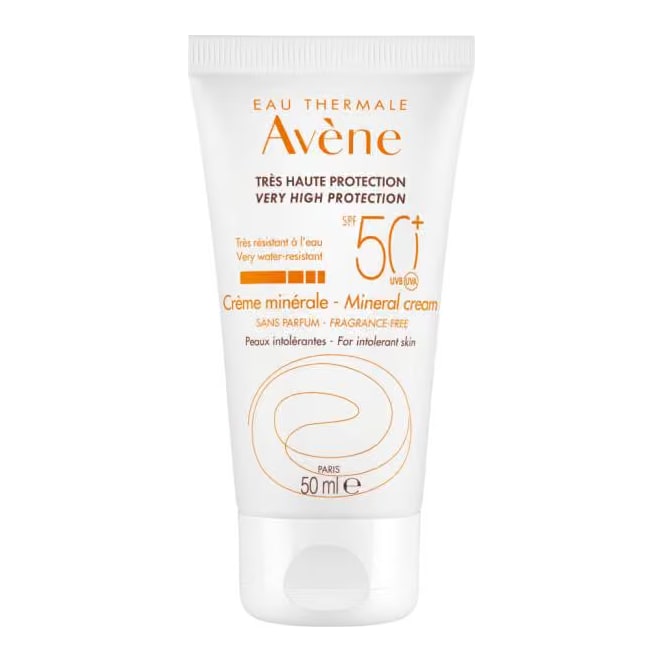 EAU THERMALE
Avène
TRÈS HAUTE PROTECTION
VERY HIGH PROTECTION
SPF 50+
Très résistant à l'eau
Very water-resistant
UVB UVA
Crème minérale - Mineral cream
SANS PARFUM - FRAGRANCE-FREE
Peaux intolérantes - For intolerant skin
PARIS
50 ml e